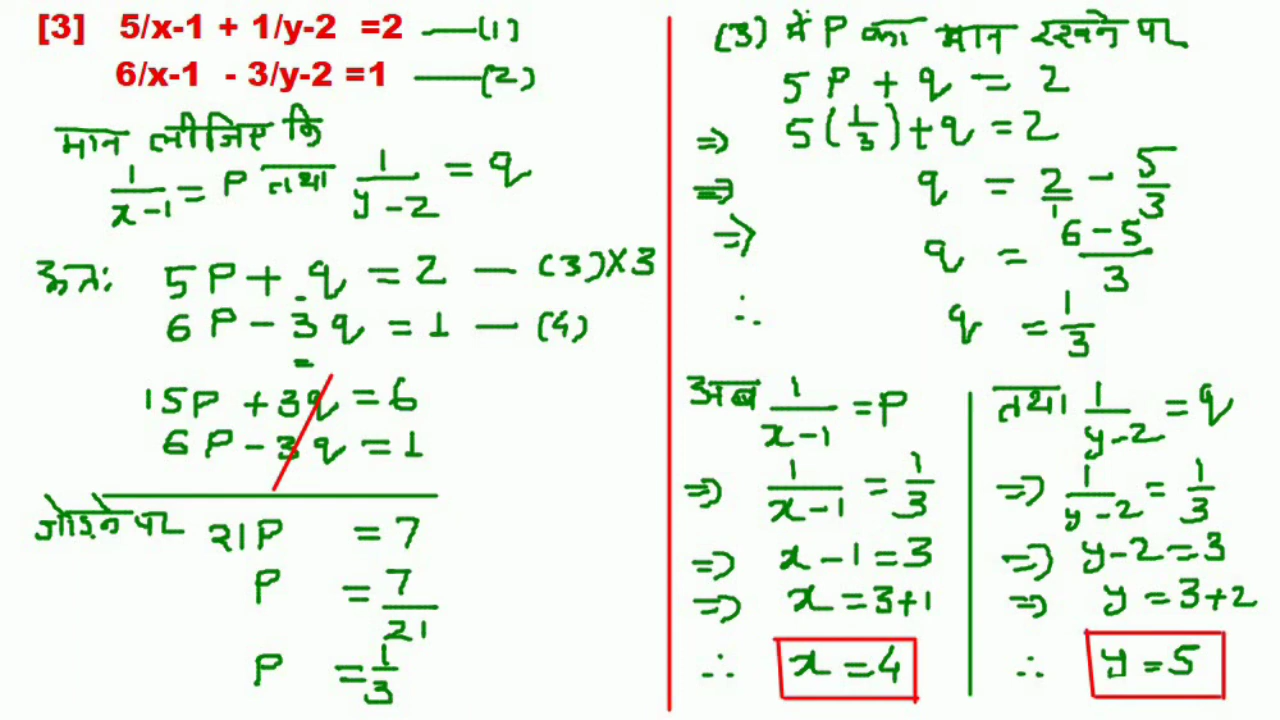 [3] 5/x-1 + 1/y-2 =2 —(1)
6/x-1 - 3/y-2 =1 —(2)
मान लीजिए कि
1/(x-1) = P तथा 1/(y-2) = q
अतः 5P + q = 2 — (3)×3
6P - 3q = 1 — (4)
15P + 3q = 6
6P - 3q = 1
जोड़ने पर २१P = 7
P = 7/21
P = 1/3
(3) में P का मान रखने पर
5P + q = 2
⇒ 5(1/3) + q = 2
⇒ q = 2/1 - 5/3
⇒ q = (6-5)/3
∴ q = 1/3
अब 1/(x-1) = P
⇒ 1/(x-1) = 1/3
⇒ x-1 = 3
⇒ x = 3+1
∴ x = 4
तथा 1/(y-2) = q
⇒ 1/(y-2) = 1/3
⇒ y-2 = 3
⇒ y = 3+2
∴ y = 5